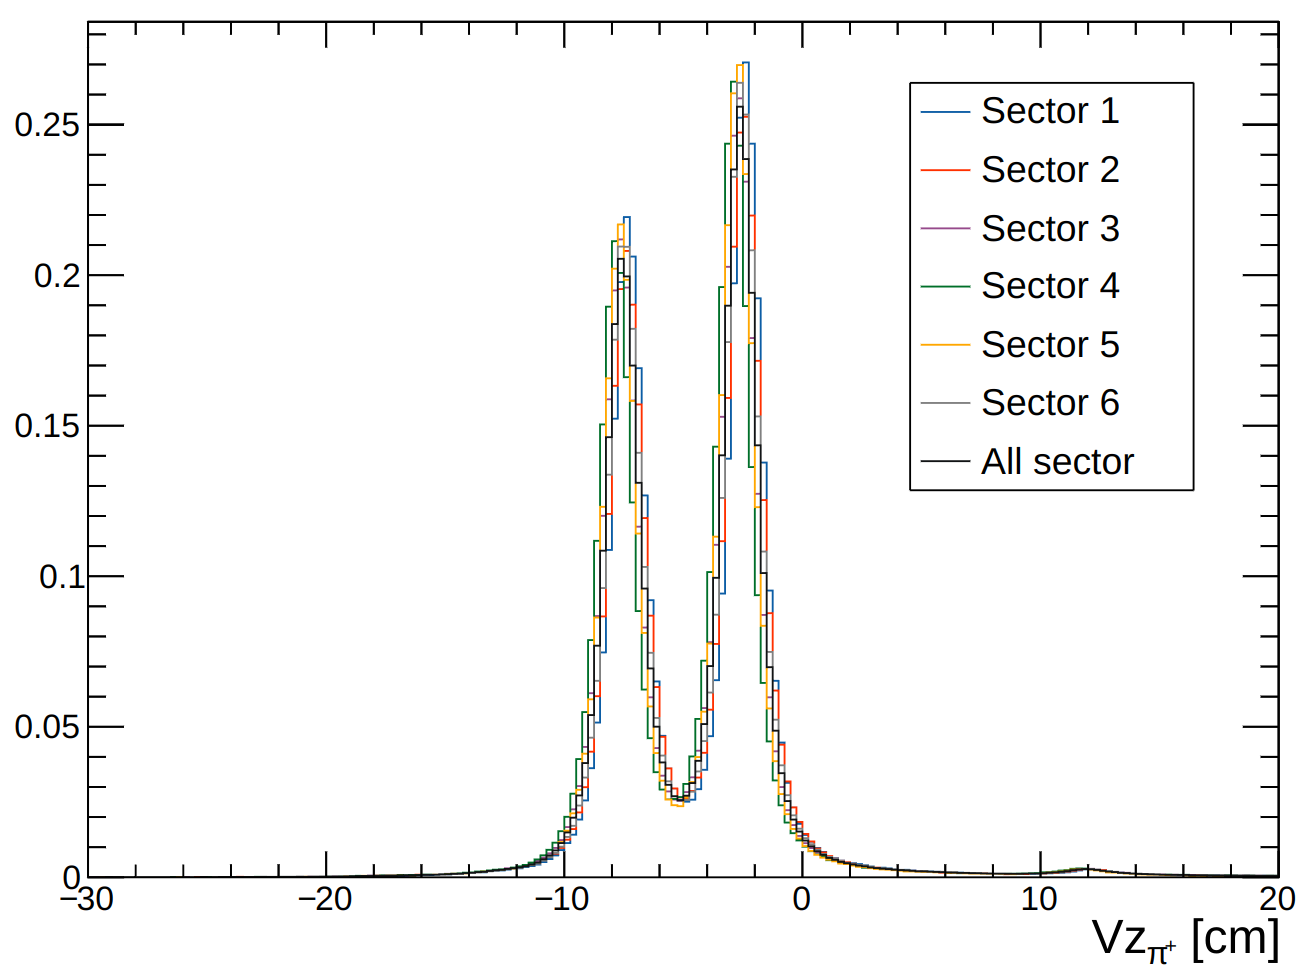 0.25
0.2
0.15
0.1
0.05
0
−30
−20
−10
0
10
20
Sector 1
Sector 2
Sector 3
Sector 4
Sector 5
Sector 6
All sector
Vzπ+ [cm]